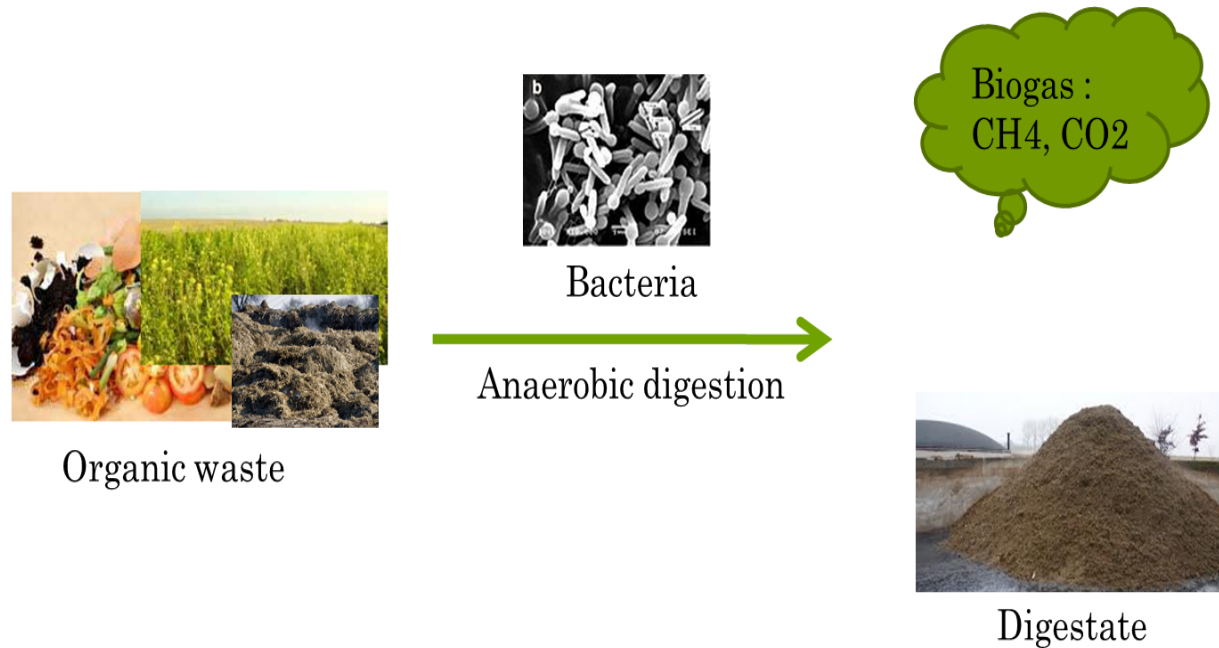 b
Biogas :
CH4, CO2
Bacteria
Anaerobic digestion
Organic waste
Digestate